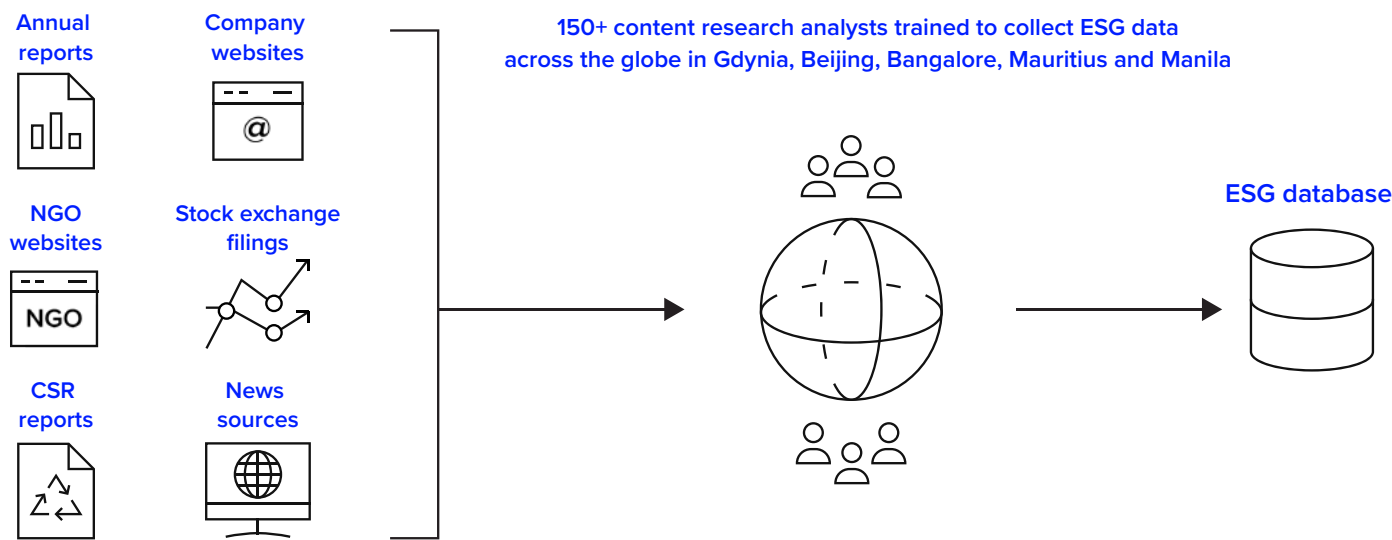 Annual
reports
Company
websites
150+ content research analysts trained to collect ESG data
across the globe in Gdynia, Beijing, Bangalore, Mauritius and Manila
@
NGO
websites
Stock exchange
filings
NGO
CSR
reports
News
sources
ESG database